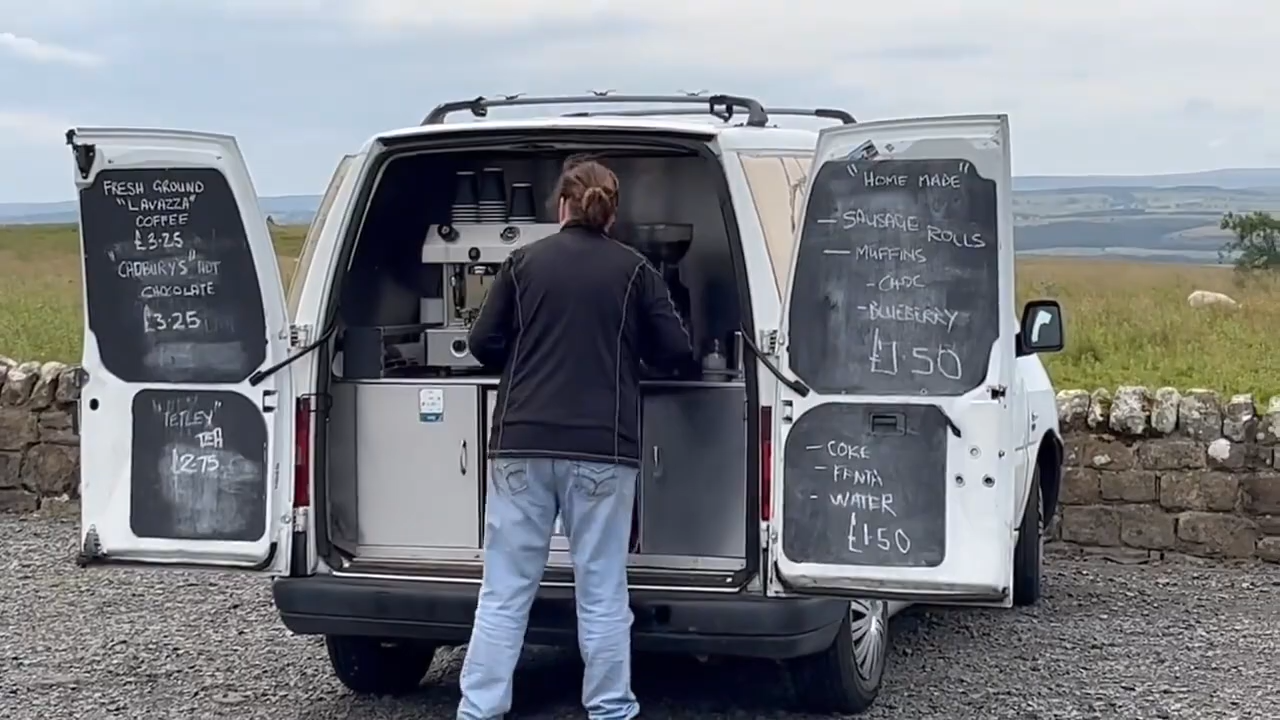 FRESH GROUND
"LAVAZZA"
COFFEE
£3.25
"CADBURY'S" HOT
CHOCOLATE
£3.25
"TETLEY"
TEA
£2.75
"HOME MADE"
— SAUSAGE ROLLS
— MUFFINS
- CHOC
- BLUEBERRY
£1.50
- COKE
- FANTA
- WATER
£1.50